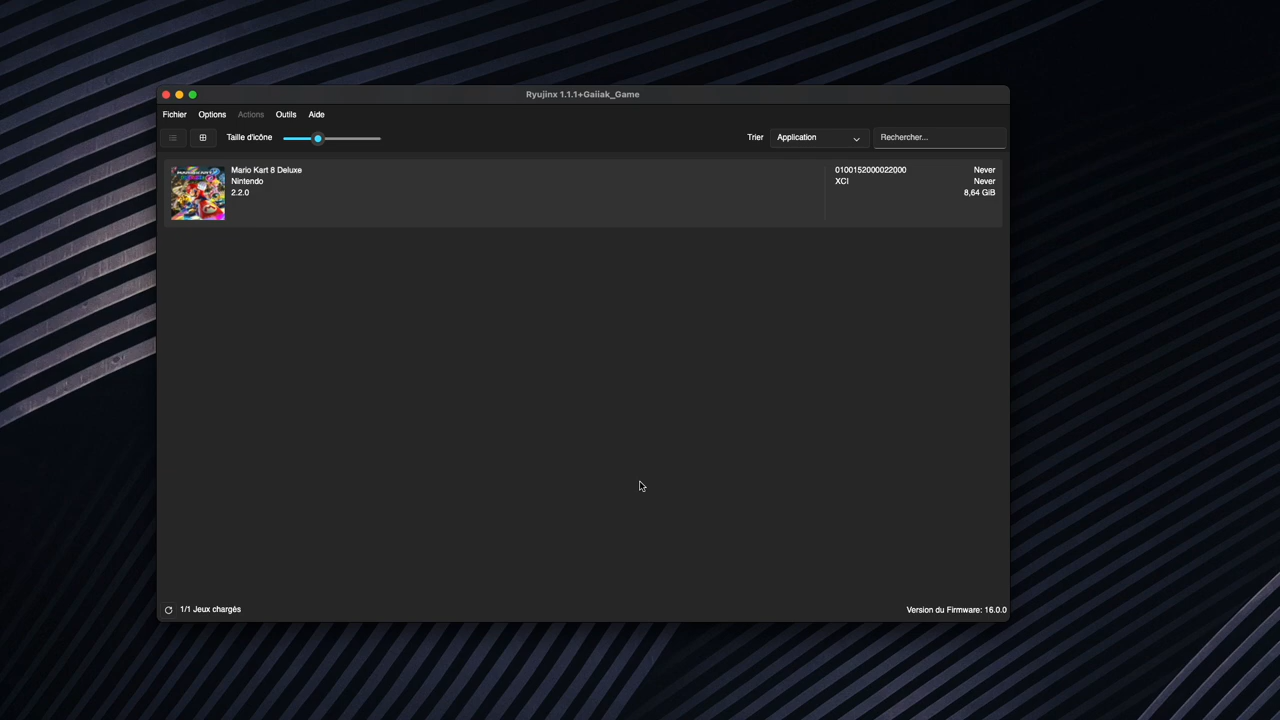 Ryujinx 1.1.1+Gaiiak_Game
Fichier Options Actions Outils Aide
Taille d'icône Trier Application Rechercher...
Mario Kart 8 Deluxe 0100152000022000 Never
Nintendo XCI Never
2.2.0 8,64 GiB
1/1 Jeux chargés Version du Firmware: 16.0.0